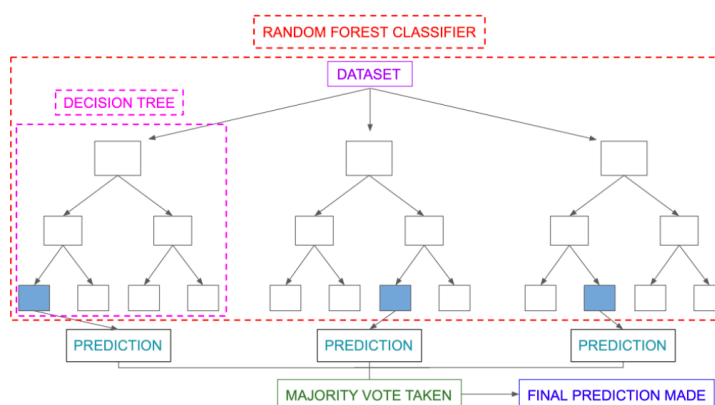 RANDOM FOREST CLASSIFIER
DATASET
DECISION TREE
PREDICTION
PREDICTION
PREDICTION
MAJORITY VOTE TAKEN
FINAL PREDICTION MADE